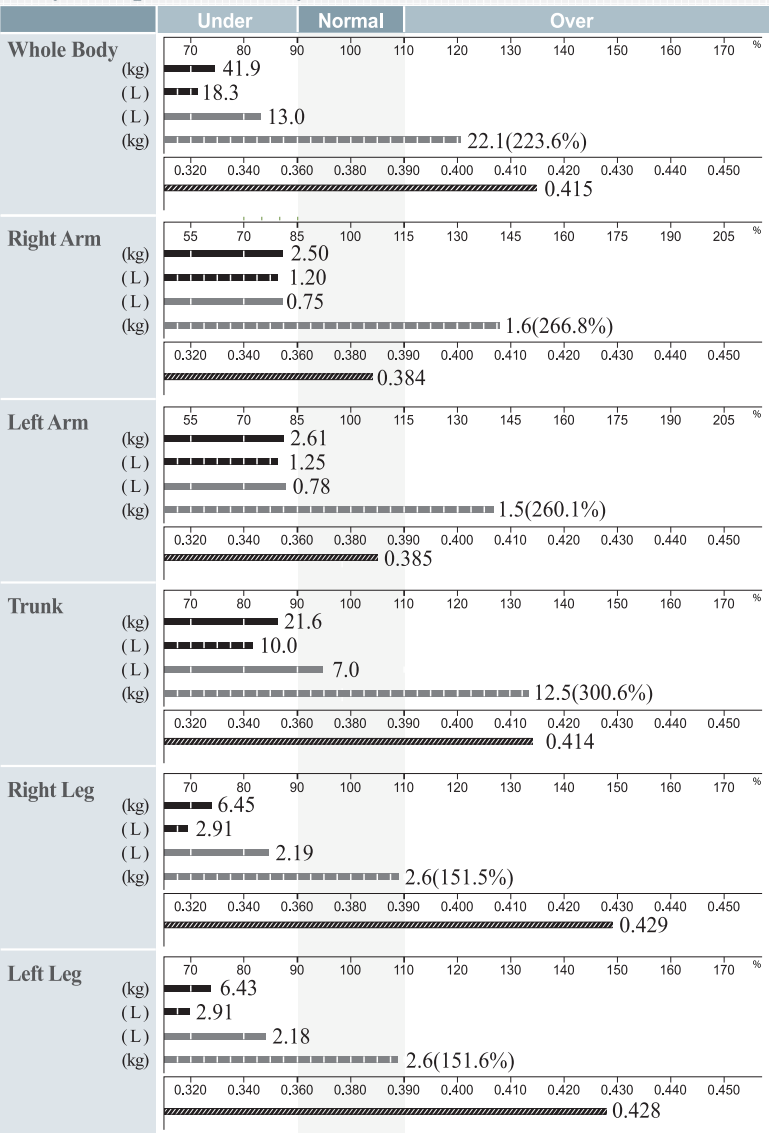 Under Normal Over
Whole Body 70 80 90 100 110 120 130 140 150 160 170 %
(kg) 41.9
(L) 18.3
(L) 13.0
(kg) 22.1(223.6%)
0.320 0.340 0.360 0.380 0.390 0.400 0.410 0.420 0.430 0.440 0.450
0.415
Right Arm 55 70 85 100 115 130 145 160 175 190 205 %
(kg) 2.50
(L) 1.20
(L) 0.75
(kg) 1.6(266.8%)
0.320 0.340 0.360 0.380 0.390 0.400 0.410 0.420 0.430 0.440 0.450
0.384
Left Arm 55 70 85 100 115 130 145 160 175 190 205 %
(kg) 2.61
(L) 1.25
(L) 0.78
(kg) 1.5(260.1%)
0.320 0.340 0.360 0.380 0.390 0.400 0.410 0.420 0.430 0.440 0.450
0.385
Trunk 70 80 90 100 110 120 130 140 150 160 170 %
(kg) 21.6
(L) 10.0
(L) 7.0
(kg) 12.5(300.6%)
0.320 0.340 0.360 0.380 0.390 0.400 0.410 0.420 0.430 0.440 0.450
0.414
Right Leg 70 80 90 100 110 120 130 140 150 160 170 %
(kg) 6.45
(L) 2.91
(L) 2.19
(kg) 2.6(151.5%)
0.320 0.340 0.360 0.380 0.390 0.400 0.410 0.420 0.430 0.440 0.450
0.429
Left Leg 70 80 90 100 110 120 130 140 150 160 170 %
(kg) 6.43
(L) 2.91
(L) 2.18
(kg) 2.6(151.6%)
0.320 0.340 0.360 0.380 0.390 0.400 0.410 0.420 0.430 0.440 0.450
0.428